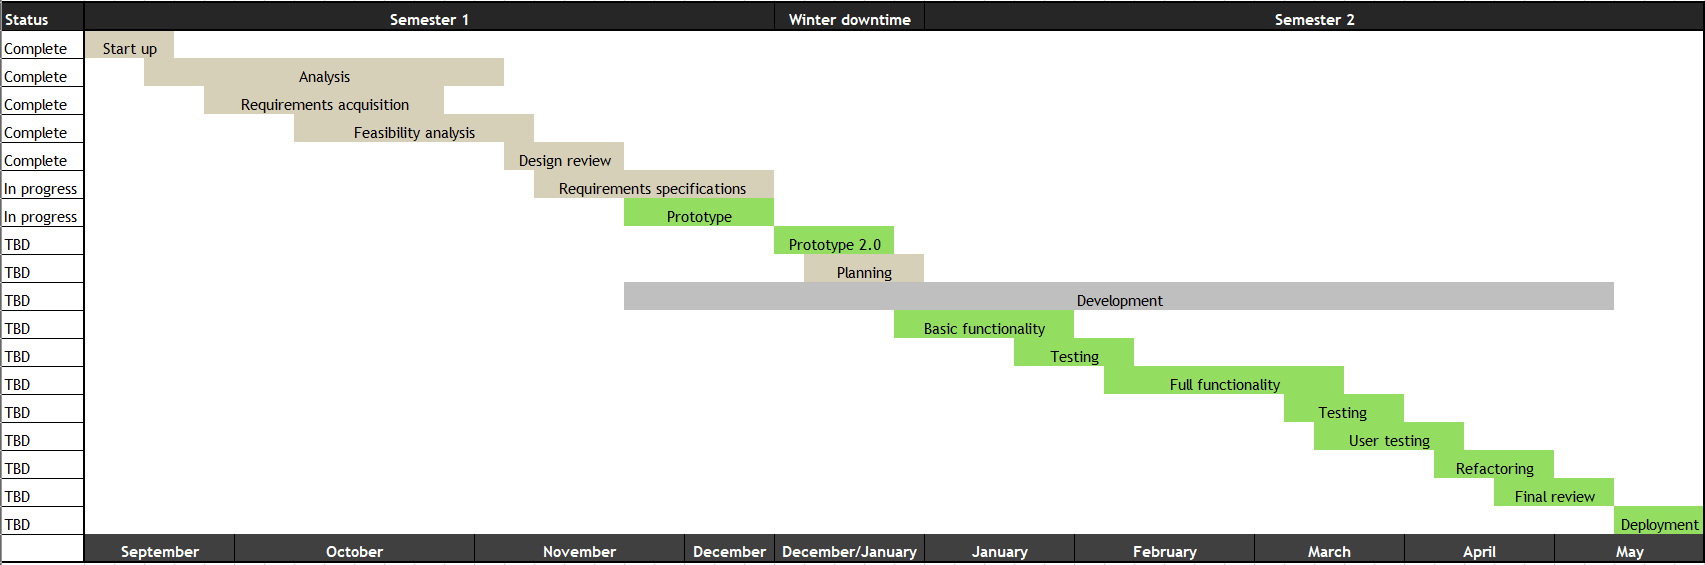 Status Semester 1 Winter downtime Semester 2
Complete Start up
Complete Analysis
Complete Requirements acquisition
Complete Feasibility analysis
Complete Design review
In progress Requirements specifications
In progress Prototype
TBD Prototype 2.0
TBD Planning
TBD Development
TBD Basic functionality
TBD Testing
TBD Full functionality
TBD Testing
TBD User testing
TBD Refactoring
TBD Final review
TBD Deployment
September October November December December/January January February March April May